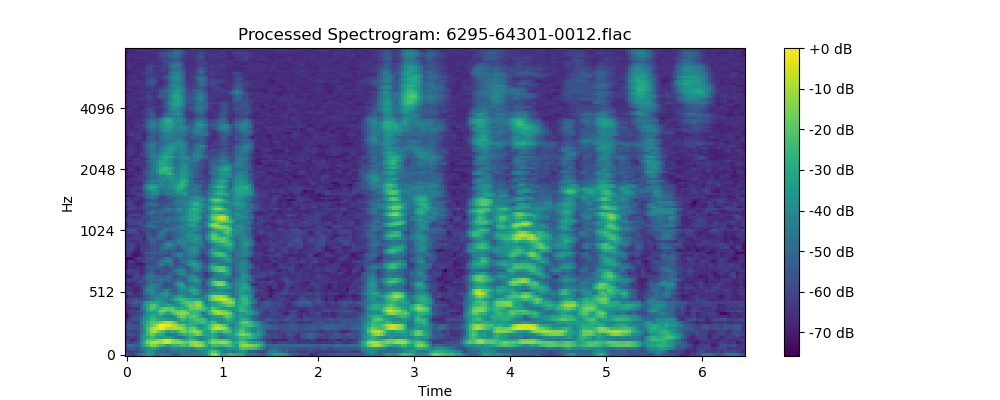 Processed Spectrogram: 6295-64301-0012.flac
Hz
4096
2048
1024
512
0
0 1 2 3 4 5 6
Time
+0 dB
-10 dB
-20 dB
-30 dB
-40 dB
-50 dB
-60 dB
-70 dB